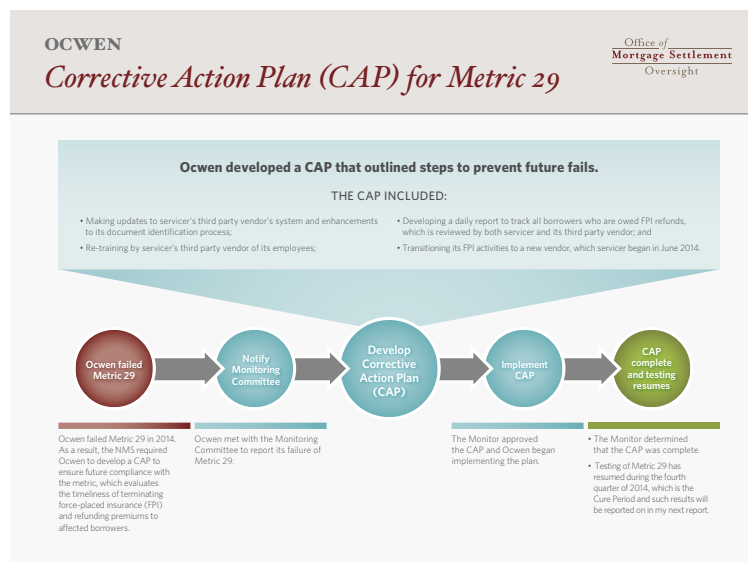 OCWEN
Corrective Action Plan (CAP) for Metric 29
Office of
Mortgage Settlement
Oversight
Ocwen developed a CAP that outlined steps to prevent future fails.
THE CAP INCLUDED:
• Making updates to servicer's third party vendor's system and enhancements
to its document identification process;
• Re-training by servicer's third party vendor of its employees;
• Developing a daily report to track all borrowers who are owed FPI refunds,
which is reviewed by both servicer and its third party vendor; and
• Transitioning its FPI activities to a new vendor, which servicer began in June 2014.
Ocwen failed
Metric 29
Notify
Monitoring
Committee
Develop
Corrective
Action Plan
(CAP)
Implement
CAP
CAP
complete
and testing
resumes
Ocwen failed Metric 29 in 2014.
As a result, the NMS required
Ocwen to develop a CAP to
ensure future compliance with
the metric, which evaluates
the timeliness of terminating
force-placed insurance (FPI)
and refunding premiums to
affected borrowers.
Ocwen met with the Monitoring
Committee to report its failure of
Metric 29.
The Monitor approved
the CAP and Ocwen began
implementing the plan.
• The Monitor determined
that the CAP was complete.
• Testing of Metric 29 has
resumed during the fourth
quarter of 2014, which is the
Cure Period and such results will
be reported on in my next report.